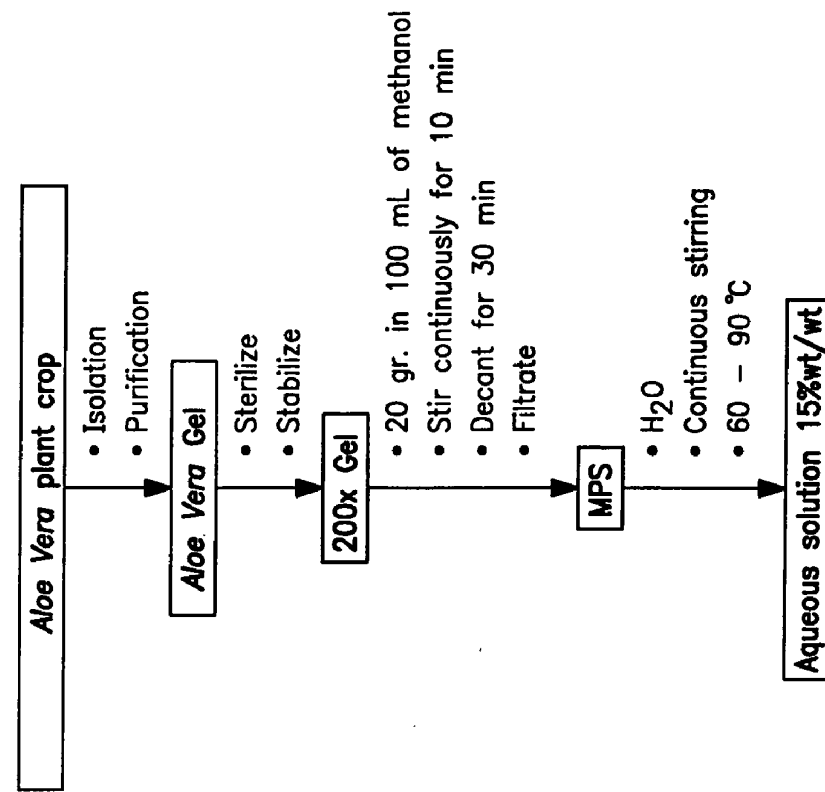 Aloe Vera plant crop
• Isolation
• Purification
Aloe Vera Gel
• Sterilize
• Stabilize
200x Gel
• 20 gr. in 100 mL of methanol
• Stir continuously for 10 min
• Decant for 30 min
• Filtrate
MPS
• H2O
• Continuous stirring
• 60 – 90 °C
Aqueous solution 15%wt/wt